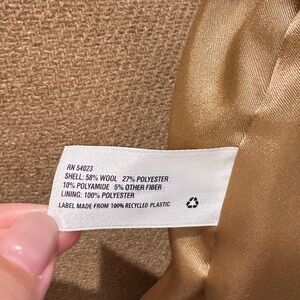 RN 54023
SHELL: 58% WOOL 27% POLYESTER
10% POLYAMIDE 5% OTHER FIBER
LINING: 100% POLYESTER
LABEL MADE FROM 100% RECYCLED PLASTIC